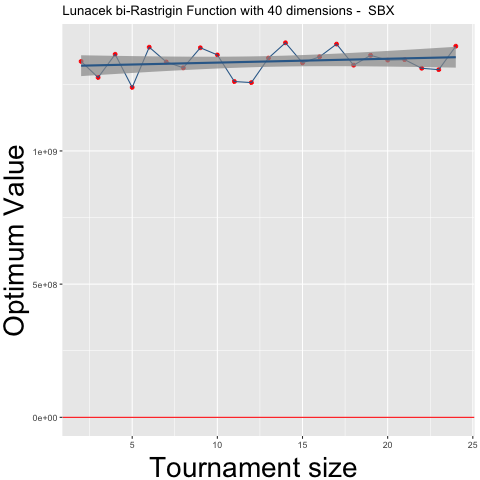 Lunacek bi-Rastrigin Function with 40 dimensions -  SBX
Optimum Value
1e+09
5e+08
0e+00
5
10
15
20
25
Tournament size